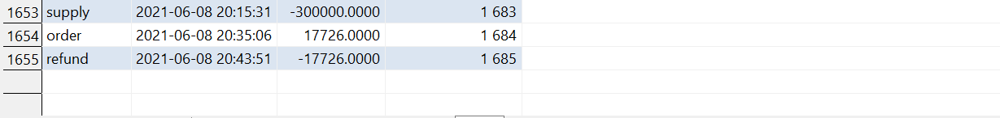 1653 supply 2021-06-08 20:15:31 -300000.0000 1 683
1654 order 2021-06-08 20:35:06 17726.0000 1 684
1655 refund 2021-06-08 20:43:51 -17726.0000 1 685